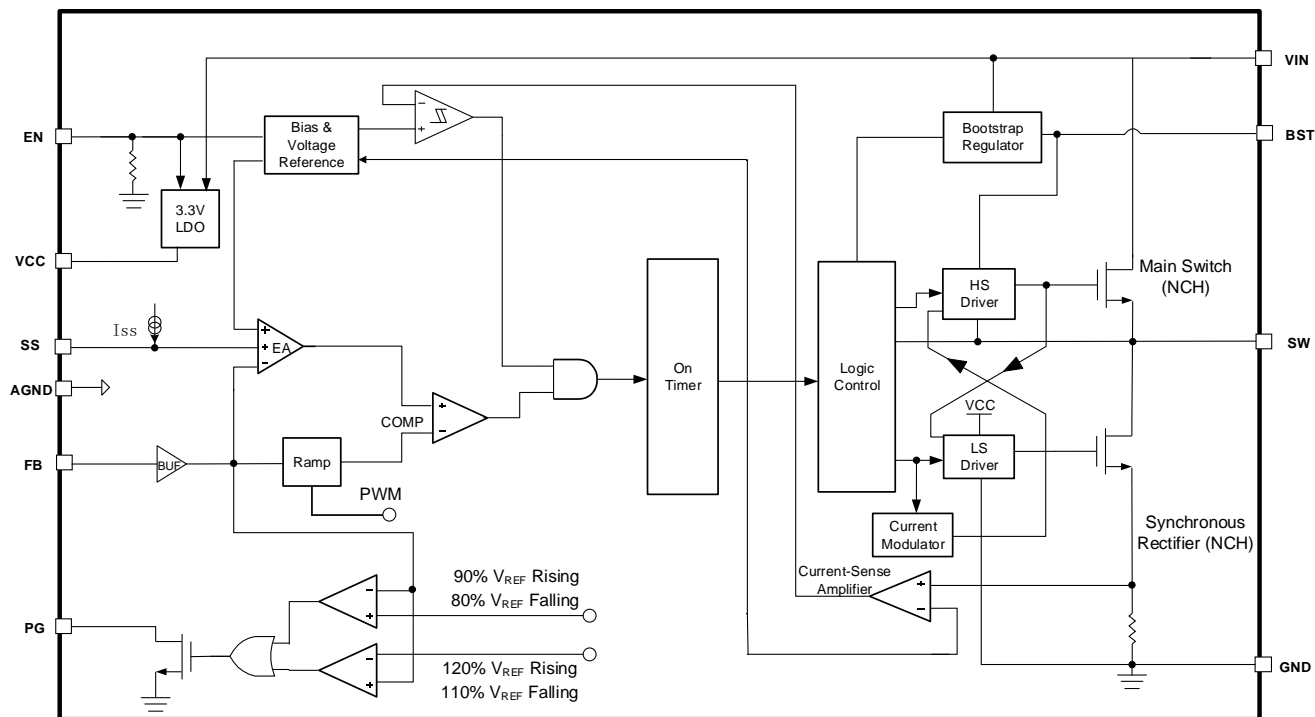 VIN
EN
Bias &
Voltage
Reference
Bootstrap
Regulator
BST
3.3V
LDO
VCC
HS
Driver
Main Switch
(NCH)
Iss
SS
EA
On
Timer
Logic
Control
SW
AGND
COMP
VCC
FB
BUF
Ramp
LS
Driver
PWM
Current
Modulator
Synchronous
Rectifier (NCH)
Current-Sense
Amplifier
90% VREF Rising
80% VREF Falling
PG
120% VREF Rising
110% VREF Falling
GND